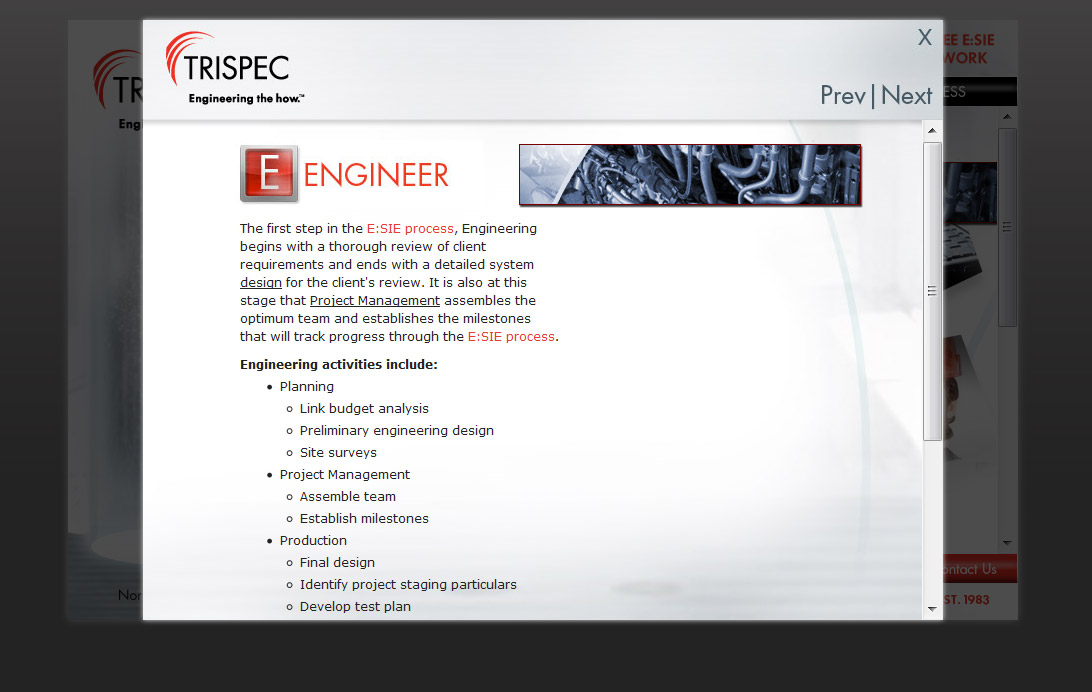 X
TRISPEC
Engineering the how.™
Prev | Next
E ENGINEER
The first step in the E:SIE process, Engineering
begins with a thorough review of client
requirements and ends with a detailed system
design for the client's review. It is also at this
stage that Project Management assembles the
optimum team and establishes the milestones
that will track progress through the E:SIE process.
Engineering activities include:
• Planning
◦ Link budget analysis
◦ Preliminary engineering design
◦ Site surveys
• Project Management
◦ Assemble team
◦ Establish milestones
• Production
◦ Final design
◦ Identify project staging particulars
◦ Develop test plan
TR
Eng
Nor
EE E:SIE
WORK
ESS
ontact Us
ST. 1983